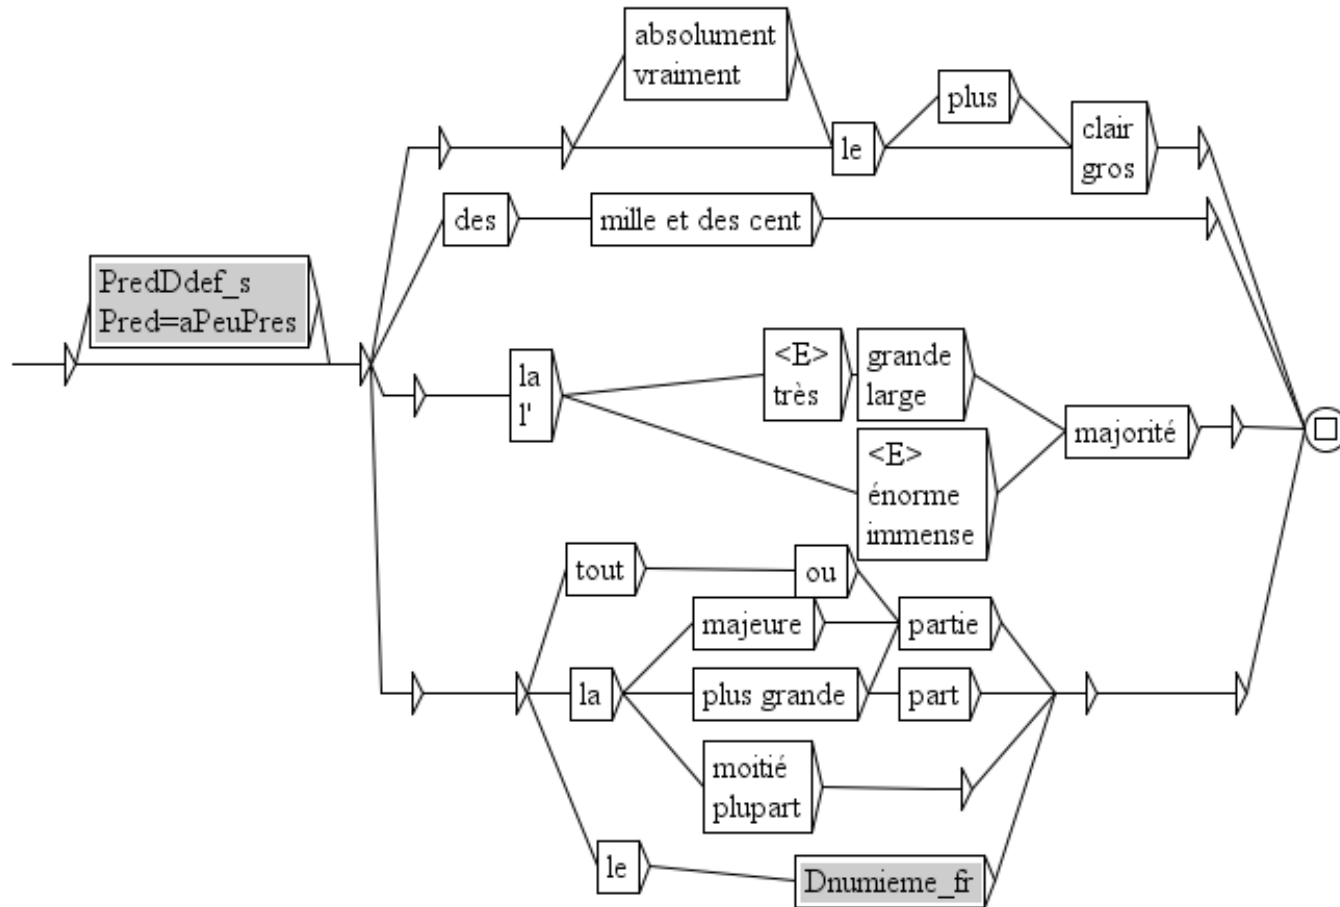 absolument
vraiment
plus
le
clair
gros
des
mille et des cent
PredDdef_s
Pred=aPeuPres
la
l'
<E>
très
grande
large
majorité
<E>
énorme
immense
tout
ou
majeure
partie
la
plus grande
part
moitié
plupart
le
Dnumieme_fr